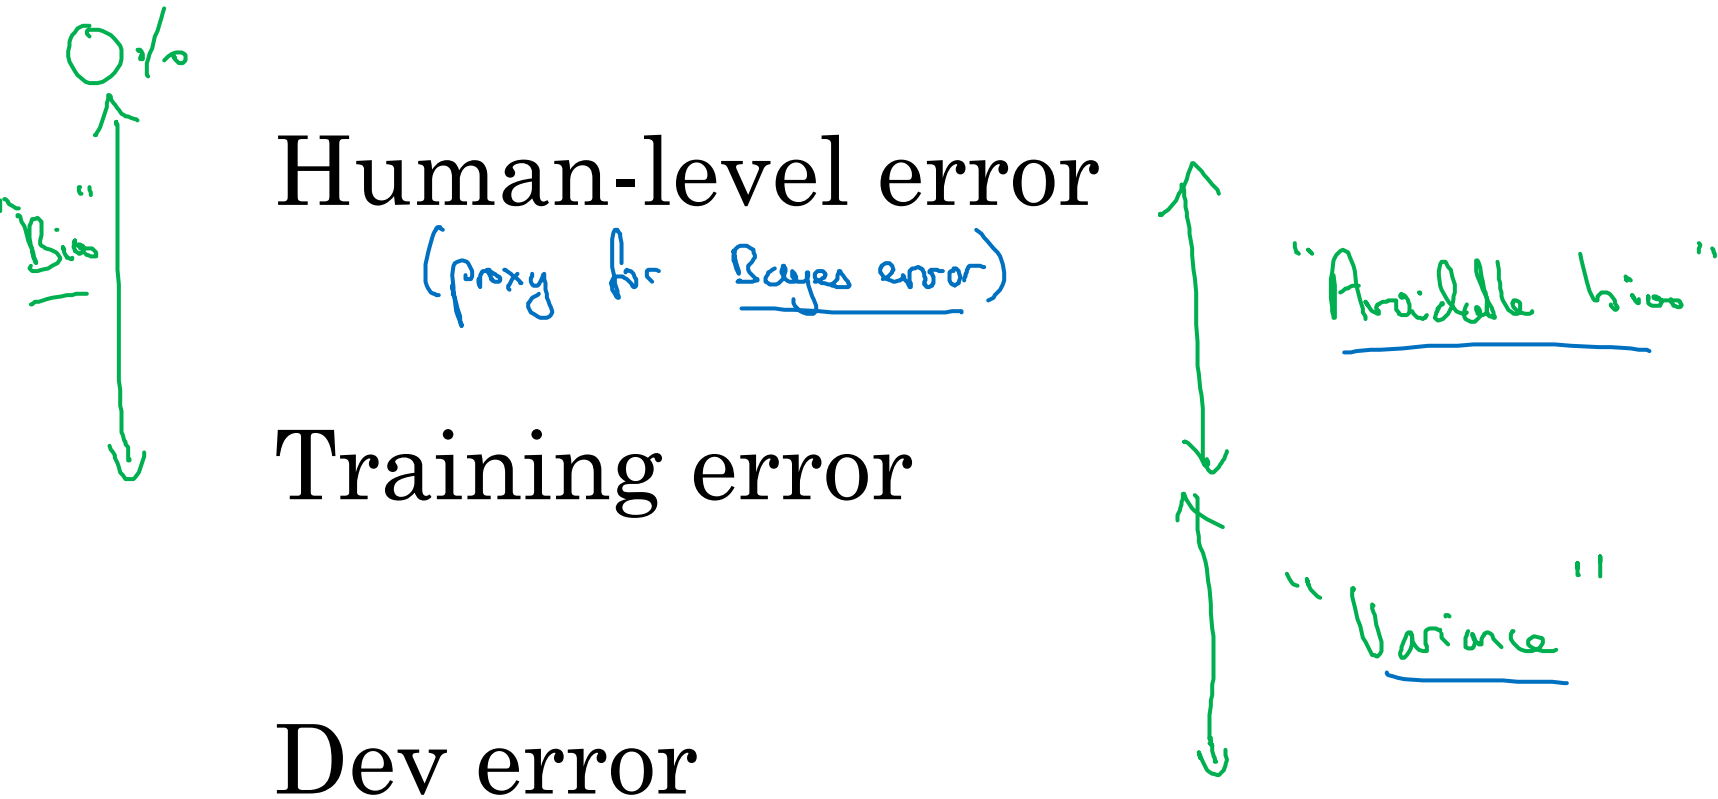 0%
Human-level error
"Bias"
(proxy for Bayes error)
"Avoidable bias"
Training error
"Variance"
Dev error